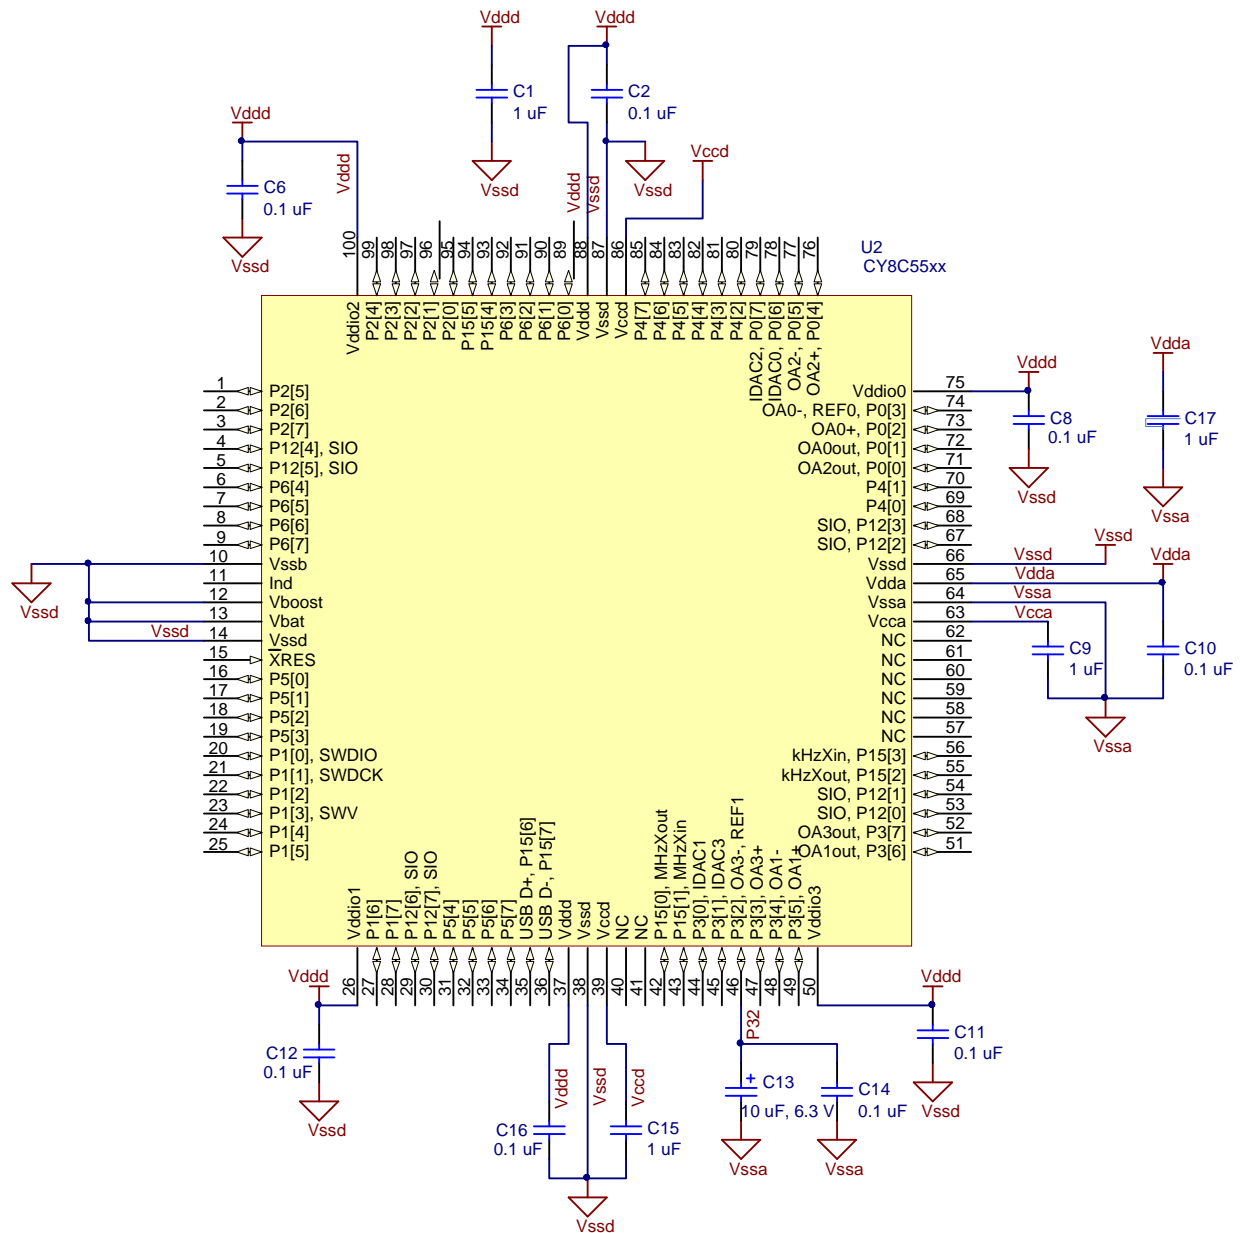 Vddd
C1
1 uF
Vssd
Vddd
C2
0.1 uF
Vssd
Vddd
C6
0.1 uF
Vssd
Vddd
Vddd
Vssd
Vccd
U2
CY8C55xx
100
99
98
97
96
95
94
93
92
91
90
89
88
87
86
85
84
83
82
81
80
79
78
77
76
Vddio2
P2[4]
P2[3]
P2[2]
P2[1]
P2[0]
P15[5]
P15[4]
P6[3]
P6[2]
P6[1]
P6[0]
Vddd
Vssd
Vccd
P4[7]
P4[6]
P4[5]
P4[4]
P4[3]
P4[2]
IDAC2, P0[7]
IDAC0, P0[6]
OA2-, P0[5]
OA2+, P0[4]
1 P2[5]
2 P2[6]
3 P2[7]
4 P12[4], SIO
5 P12[5], SIO
6 P6[4]
7 P6[5]
8 P6[6]
9 P6[7]
10 Vssb
11 Ind
12 Vboost
13 Vbat
Vssd 14 Vssd
15 XRES
16 P5[0]
17 P5[1]
18 P5[2]
19 P5[3]
20 P1[0], SWDIO
21 P1[1], SWDCK
22 P1[2]
23 P1[3], SWV
24 P1[4]
25 P1[5]
Vssd
Vddio0 75
OA0-, REF0, P0[3] 74
OA0+, P0[2] 73
OA0out, P0[1] 72
OA2out, P0[0] 71
P4[1] 70
P4[0] 69
SIO, P12[3] 68
SIO, P12[2] 67
Vssd 66 Vssd
Vdda 65 Vdda
Vssa 64 Vssa
Vcca 63 Vcca
NC 62
NC 61
NC 60
NC 59
NC 58
NC 57
kHzXin, P15[3] 56
kHzXout, P15[2] 55
SIO, P12[1] 54
SIO, P12[0] 53
OA3out, P3[7] 52
OA1out, P3[6] 51
Vddd
C8
0.1 uF
Vssd
Vdda
C17
1 uF
Vssa
Vssd
Vdda
C9
1 uF
C10
0.1 uF
Vssa
Vddio1
P1[6]
P1[7]
P12[6], SIO
P12[7], SIO
P5[4]
P5[5]
P5[6]
P5[7]
USB D+, P15[6]
USB D-, P15[7]
Vddd
Vssd
Vccd
NC
NC
P15[0], MHzXout
P15[1], MHzXin
P3[0], IDAC1
P3[1], IDAC3
P3[2], OA3-, REF1
P3[3], OA3+
P3[4], OA1-
P3[5], OA1+
Vddio3
26
27
28
29
30
31
32
33
34
35
36
37
38
39
40
41
42
43
44
45
46
47
48
49
50
Vddd
C12
0.1 uF
Vssd
Vddd
Vssd
Vccd
C16
0.1 uF
C15
1 uF
Vssd
P32
+
C13
10 uF, 6.3 V
Vssa
C14
0.1 uF
Vssa
Vddd
C11
0.1 uF
Vssd